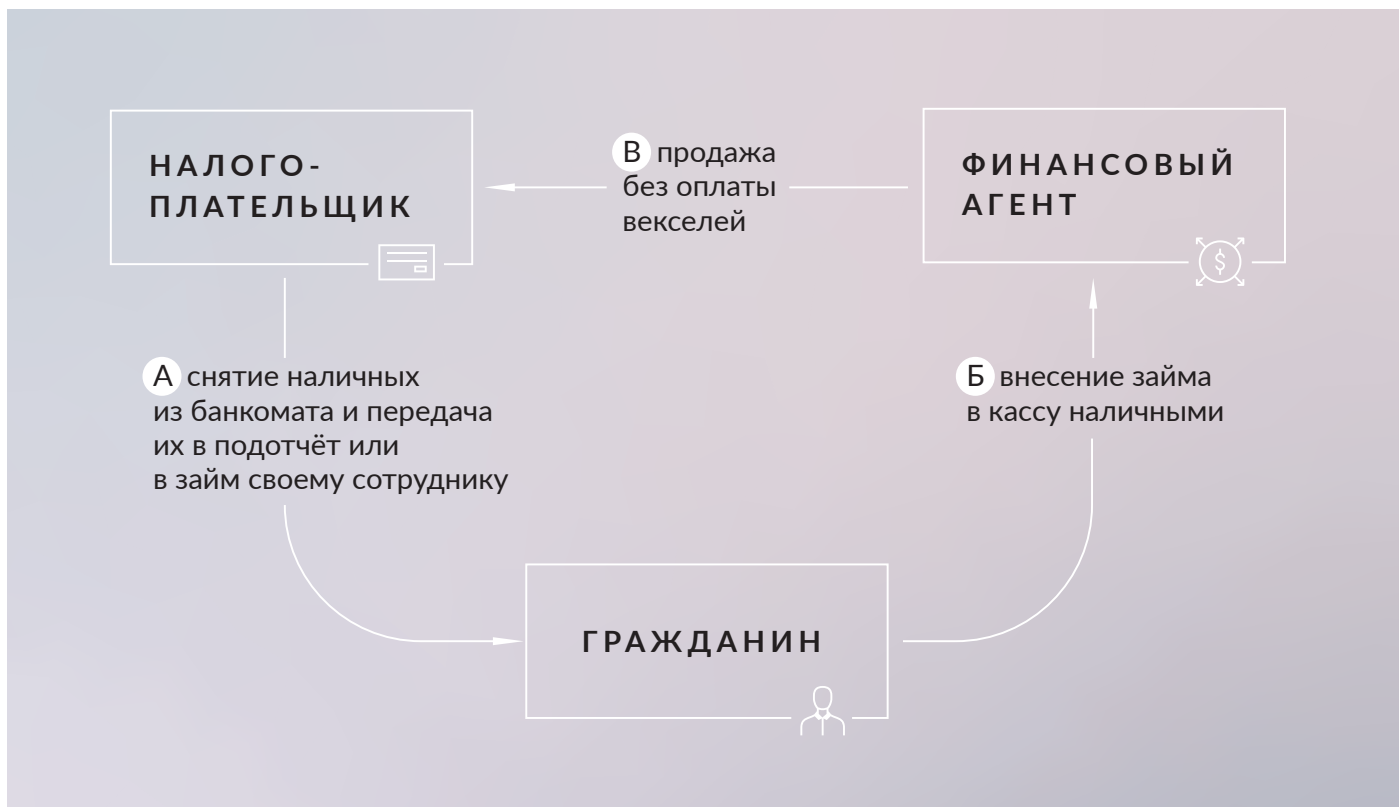 НАЛОГО-
ПЛАТЕЛЬЩИК
В продажа
без оплаты
векселей
ФИНАНСОВЫЙ
АГЕНТ
$
А снятие наличных
из банкомата и передача
их в подотчёт или
в займ своему сотруднику
Б внесение займа
в кассу наличными
ГРАЖДАНИН